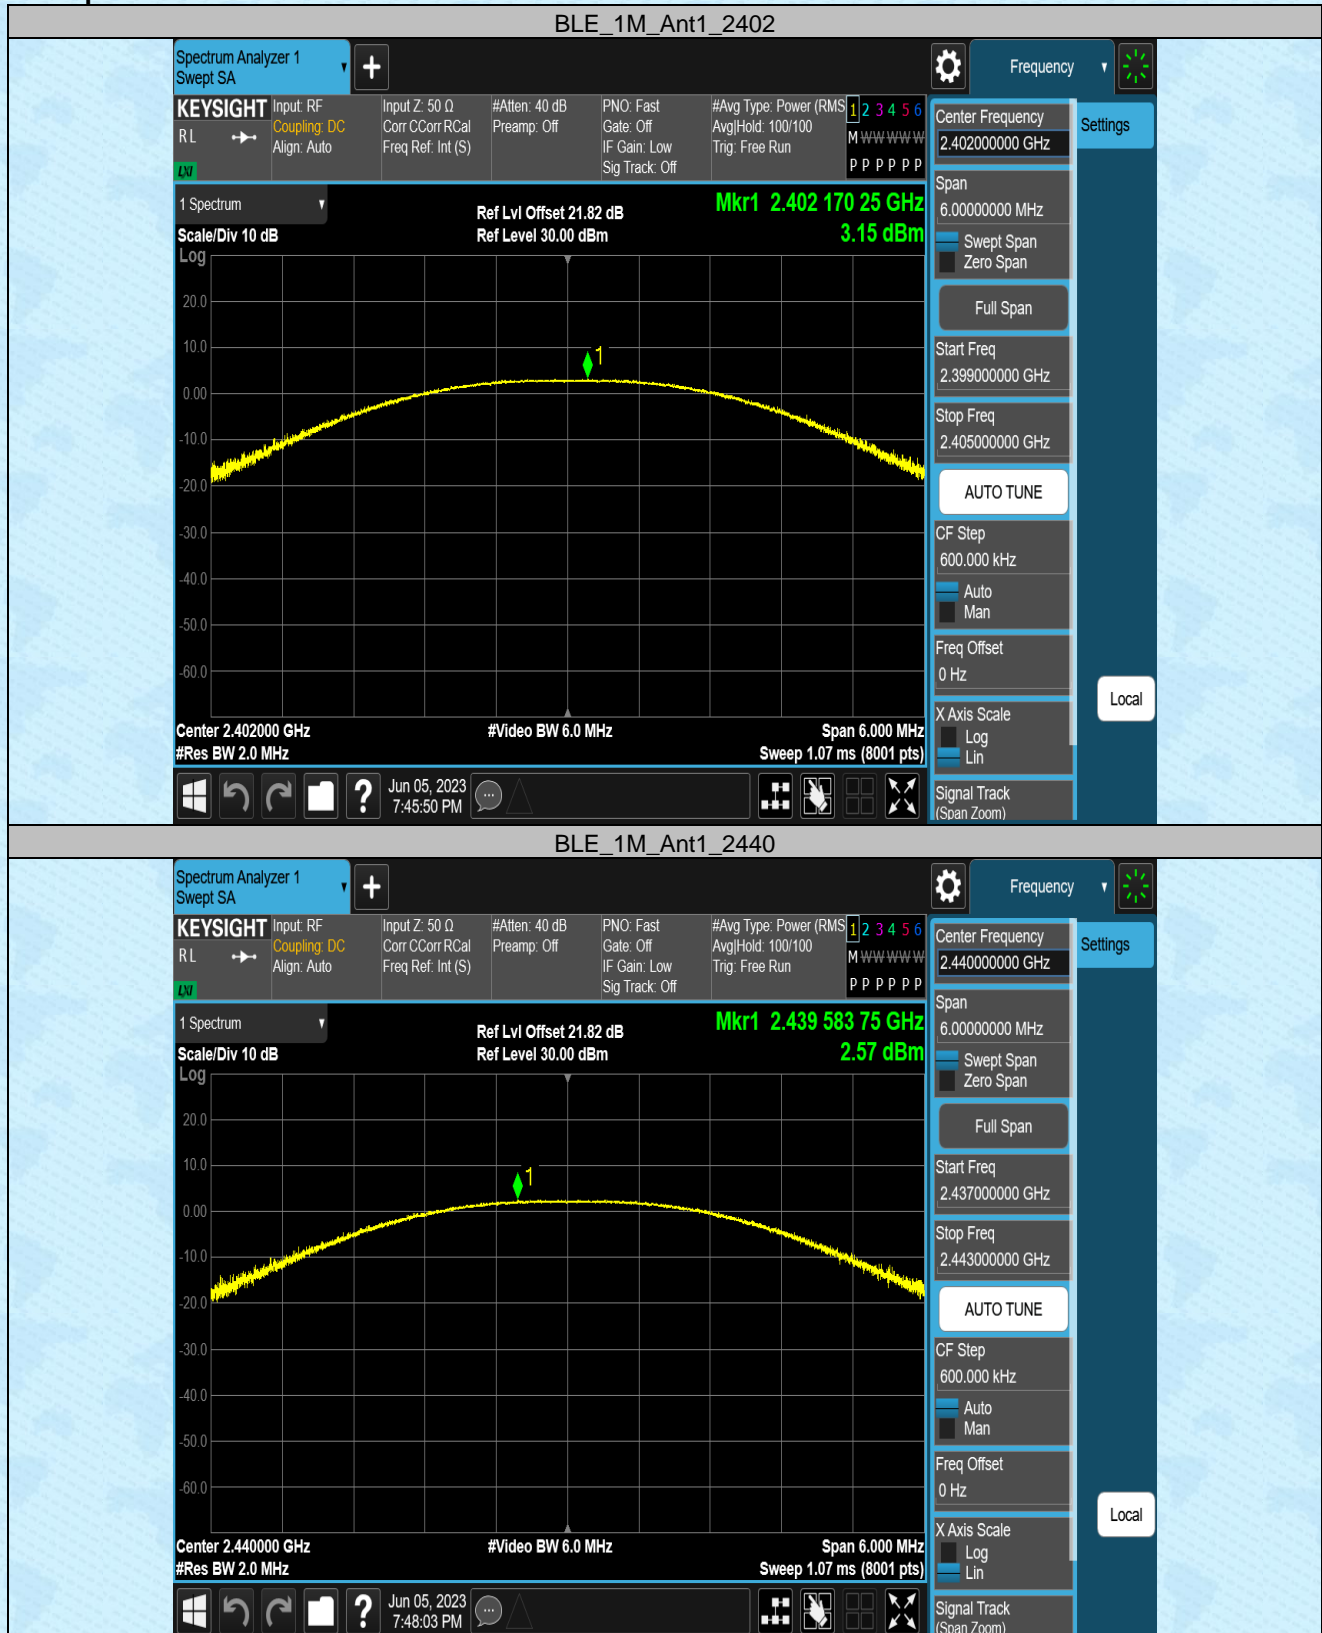 BLE_1M_Ant1_2402
Spectrum Analyzer 1
Swept SA
+
Frequency
KEYSIGHT
RL
LXI
Input: RF
Coupling: DC
Align: Auto
Input Z: 50 Ω
Corr CCorr RCal
Freq Ref: Int (S)
#Atten: 40 dB
Preamp: Off
PNO: Fast
Gate: Off
IF Gain: Low
Sig Track: Off
#Avg Type: Power (RMS
Avg|Hold: 100/100
Trig: Free Run
1 2 3 4 5 6
M W W W W W
P P P P P P
Center Frequency
2.402000000 GHz
Settings
Span
6.00000000 MHz
Swept Span
Zero Span
Full Span
Start Freq
2.399000000 GHz
Stop Freq
2.405000000 GHz
AUTO TUNE
CF Step
600.000 kHz
Auto
Man
Freq Offset
0 Hz
X Axis Scale
Log
Lin
Signal Track
(Span Zoom)
Local
1 Spectrum
Scale/Div 10 dB
Ref Lvl Offset 21.82 dB
Ref Level 30.00 dBm
Mkr1 2.402 170 25 GHz
3.15 dBm
Log
20.0
10.0
0.00
-10.0
-20.0
-30.0
-40.0
-50.0
-60.0
1
Center 2.402000 GHz
#Res BW 2.0 MHz
#Video BW 6.0 MHz
Span 6.000 MHz
Sweep 1.07 ms (8001 pts)
?
Jun 05, 2023
7:45:50 PM
BLE_1M_Ant1_2440
Spectrum Analyzer 1
Swept SA
+
Frequency
KEYSIGHT
RL
LXI
Input: RF
Coupling: DC
Align: Auto
Input Z: 50 Ω
Corr CCorr RCal
Freq Ref: Int (S)
#Atten: 40 dB
Preamp: Off
PNO: Fast
Gate: Off
IF Gain: Low
Sig Track: Off
#Avg Type: Power (RMS
Avg|Hold: 100/100
Trig: Free Run
1 2 3 4 5 6
M W W W W W
P P P P P P
Center Frequency
2.440000000 GHz
Settings
Span
6.00000000 MHz
Swept Span
Zero Span
Full Span
Start Freq
2.437000000 GHz
Stop Freq
2.443000000 GHz
AUTO TUNE
CF Step
600.000 kHz
Auto
Man
Freq Offset
0 Hz
X Axis Scale
Log
Lin
Signal Track
(Span Zoom)
Local
1 Spectrum
Scale/Div 10 dB
Ref Lvl Offset 21.82 dB
Ref Level 30.00 dBm
Mkr1 2.439 583 75 GHz
2.57 dBm
Log
20.0
10.0
0.00
-10.0
-20.0
-30.0
-40.0
-50.0
-60.0
1
Center 2.440000 GHz
#Res BW 2.0 MHz
#Video BW 6.0 MHz
Span 6.000 MHz
Sweep 1.07 ms (8001 pts)
?
Jun 05, 2023
7:48:03 PM